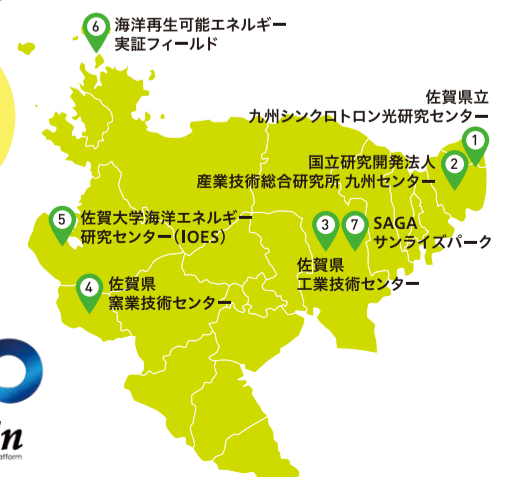 6
海洋再生可能エネルギー
実証フィールド
佐賀県立
九州シンクロトロン光研究センター
1
国立研究開発法人
産業技術総合研究所 九州センター
2
5
佐賀大学海洋エネルギー
研究センター(IOES)
3
7
SAGA
サンライズパーク
佐賀県
工業技術センター
4
佐賀県
窯業技術センター
in
atform